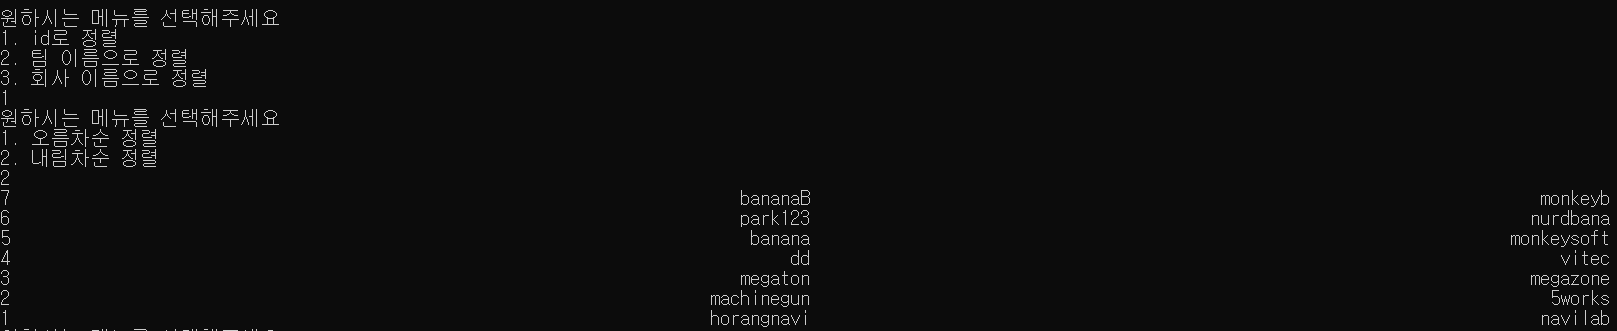 원하시는 메뉴를 선택해주세요
1. id로 정렬
2. 팀 이름으로 정렬
3. 회사 이름으로 정렬
1
원하시는 메뉴를 선택해주세요
1. 오름차순 정렬
2. 내림차순 정렬
2
7 bananaB monkeyb
6 park123 nurdbana
5 banana monkeysoft
4 dd vitec
3 megaton megazone
2 machinegun 5works
1 horangnavi navilab